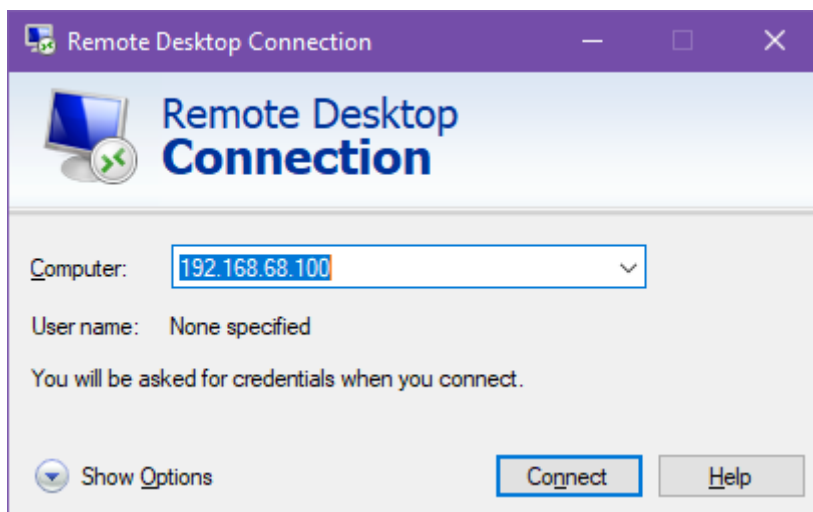 Remote Desktop Connection
Remote Desktop
Connection
Computer: 192.168.68.100
User name: None specified
You will be asked for credentials when you connect.
Show Options Connect Help